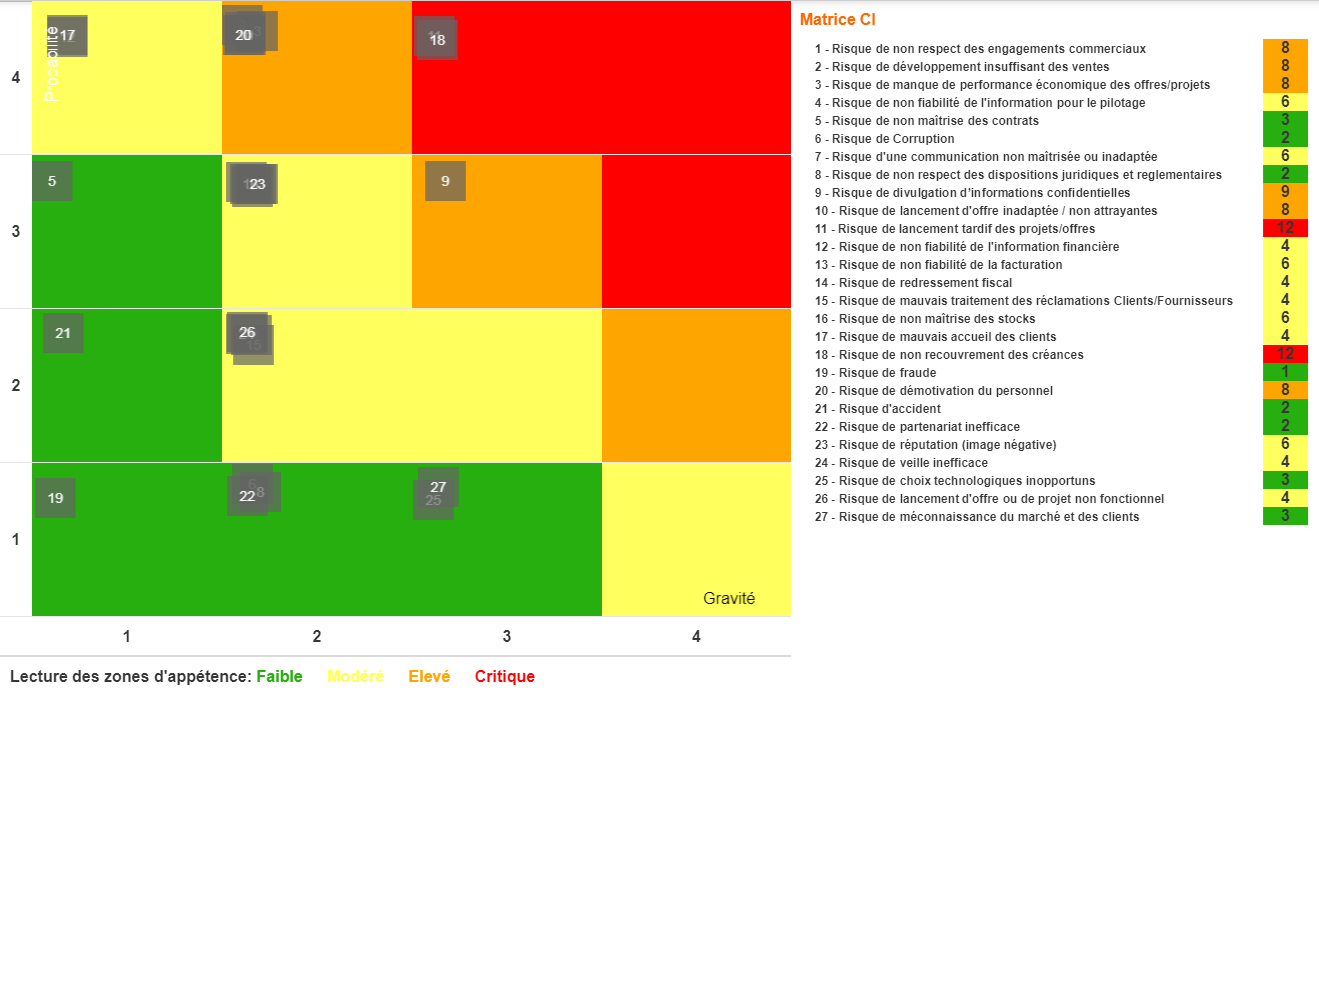 Probabilité
17
20
18
4
5
23
9
3
21
26
15
2
19
6
8
22
27
25
1
Gravité
1 2 3 4
Lecture des zones d'appétence: Faible Modéré Elevé Critique
Matrice CI
1 - Risque de non respect des engagements commerciaux 8
2 - Risque de développement insuffisant des ventes 8
3 - Risque de manque de performance économique des offres/projets 8
4 - Risque de non fiabilité de l'information pour le pilotage 6
5 - Risque de non maîtrise des contrats 3
6 - Risque de Corruption 2
7 - Risque d'une communication non maîtrisée ou inadaptée 6
8 - Risque de non respect des dispositions juridiques et reglementaires 2
9 - Risque de divulgation d’informations confidentielles 9
10 - Risque de lancement d'offre inadaptée / non attrayantes 8
11 - Risque de lancement tardif des projets/offres 12
12 - Risque de non fiabilité de l'information financière 4
13 - Risque de non fiabilité de la facturation 6
14 - Risque de redressement fiscal 4
15 - Risque de mauvais traitement des réclamations Clients/Fournisseurs 4
16 - Risque de non maîtrise des stocks 6
17 - Risque de mauvais accueil des clients 4
18 - Risque de non recouvrement des créances 12
19 - Risque de fraude 1
20 - Risque de démotivation du personnel 8
21 - Risque d'accident 2
22 - Risque de partenariat inefficace 2
23 - Risque de réputation (image négative) 6
24 - Risque de veille inefficace 4
25 - Risque de choix technologiques inopportuns 3
26 - Risque de lancement d'offre ou de projet non fonctionnel 4
27 - Risque de méconnaissance du marché et des clients 3